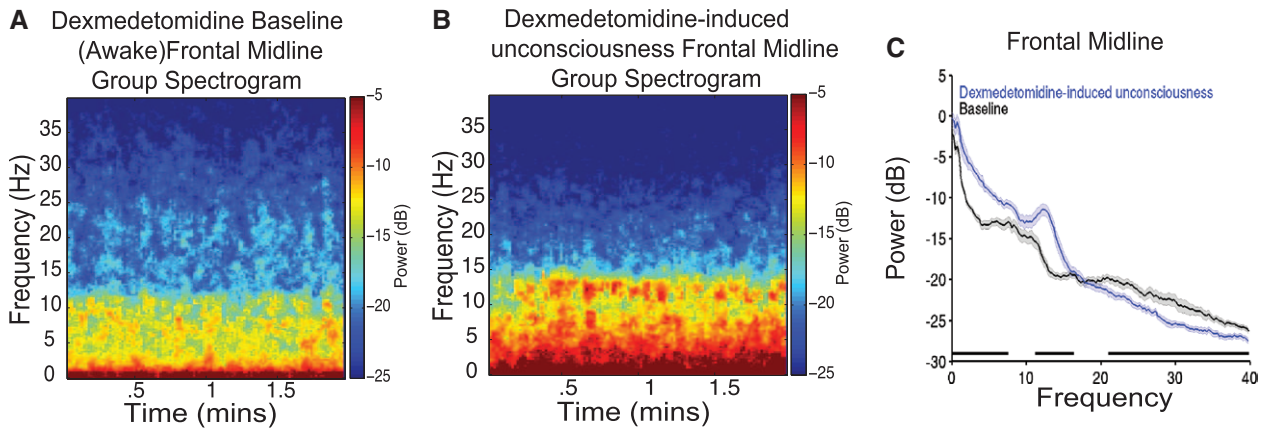 A
Dexmedetomidine Baseline
(Awake)Frontal Midline
Group Spectrogram
Frequency (Hz)
35
30
25
20
15
10
5
0
.5
1
1.5
Time (mins)
−5
−10
−15
−20
−25
Power (dB)
B
Dexmedetomidine-induced
unconsciousness Frontal Midline
Group Spectrogram
Frequency (Hz)
35
30
25
20
15
10
5
0
.5
1
1.5
Time (mins)
−5
−10
−15
−20
−25
Power (dB)
C
Frontal Midline
Dexmedetomidine-induced unconsciousness
Baseline
Power (dB)
5
0
-5
-10
-15
-20
-25
-30
0
10
20
30
40
Frequency